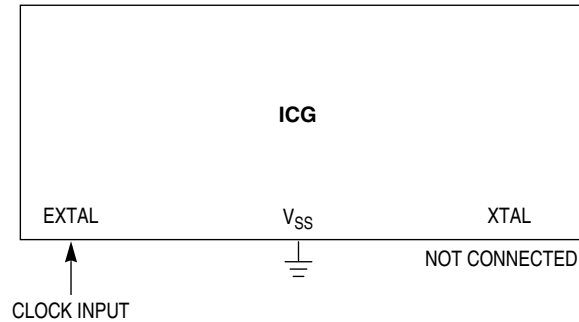 ICG
EXTAL
VSS
XTAL
NOT CONNECTED
CLOCK INPUT